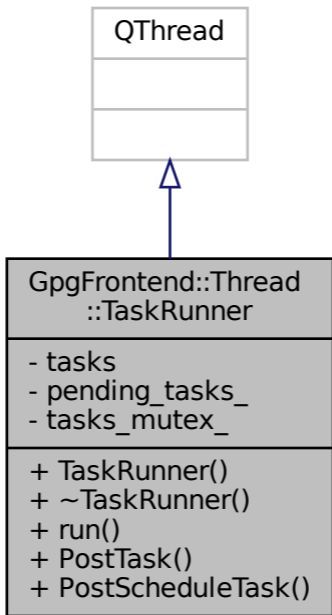 QThread
GpgFrontend::Thread
::TaskRunner
- tasks
- pending_tasks_
- tasks_mutex_
+ TaskRunner()
+ ~TaskRunner()
+ run()
+ PostTask()
+ PostScheduleTask()